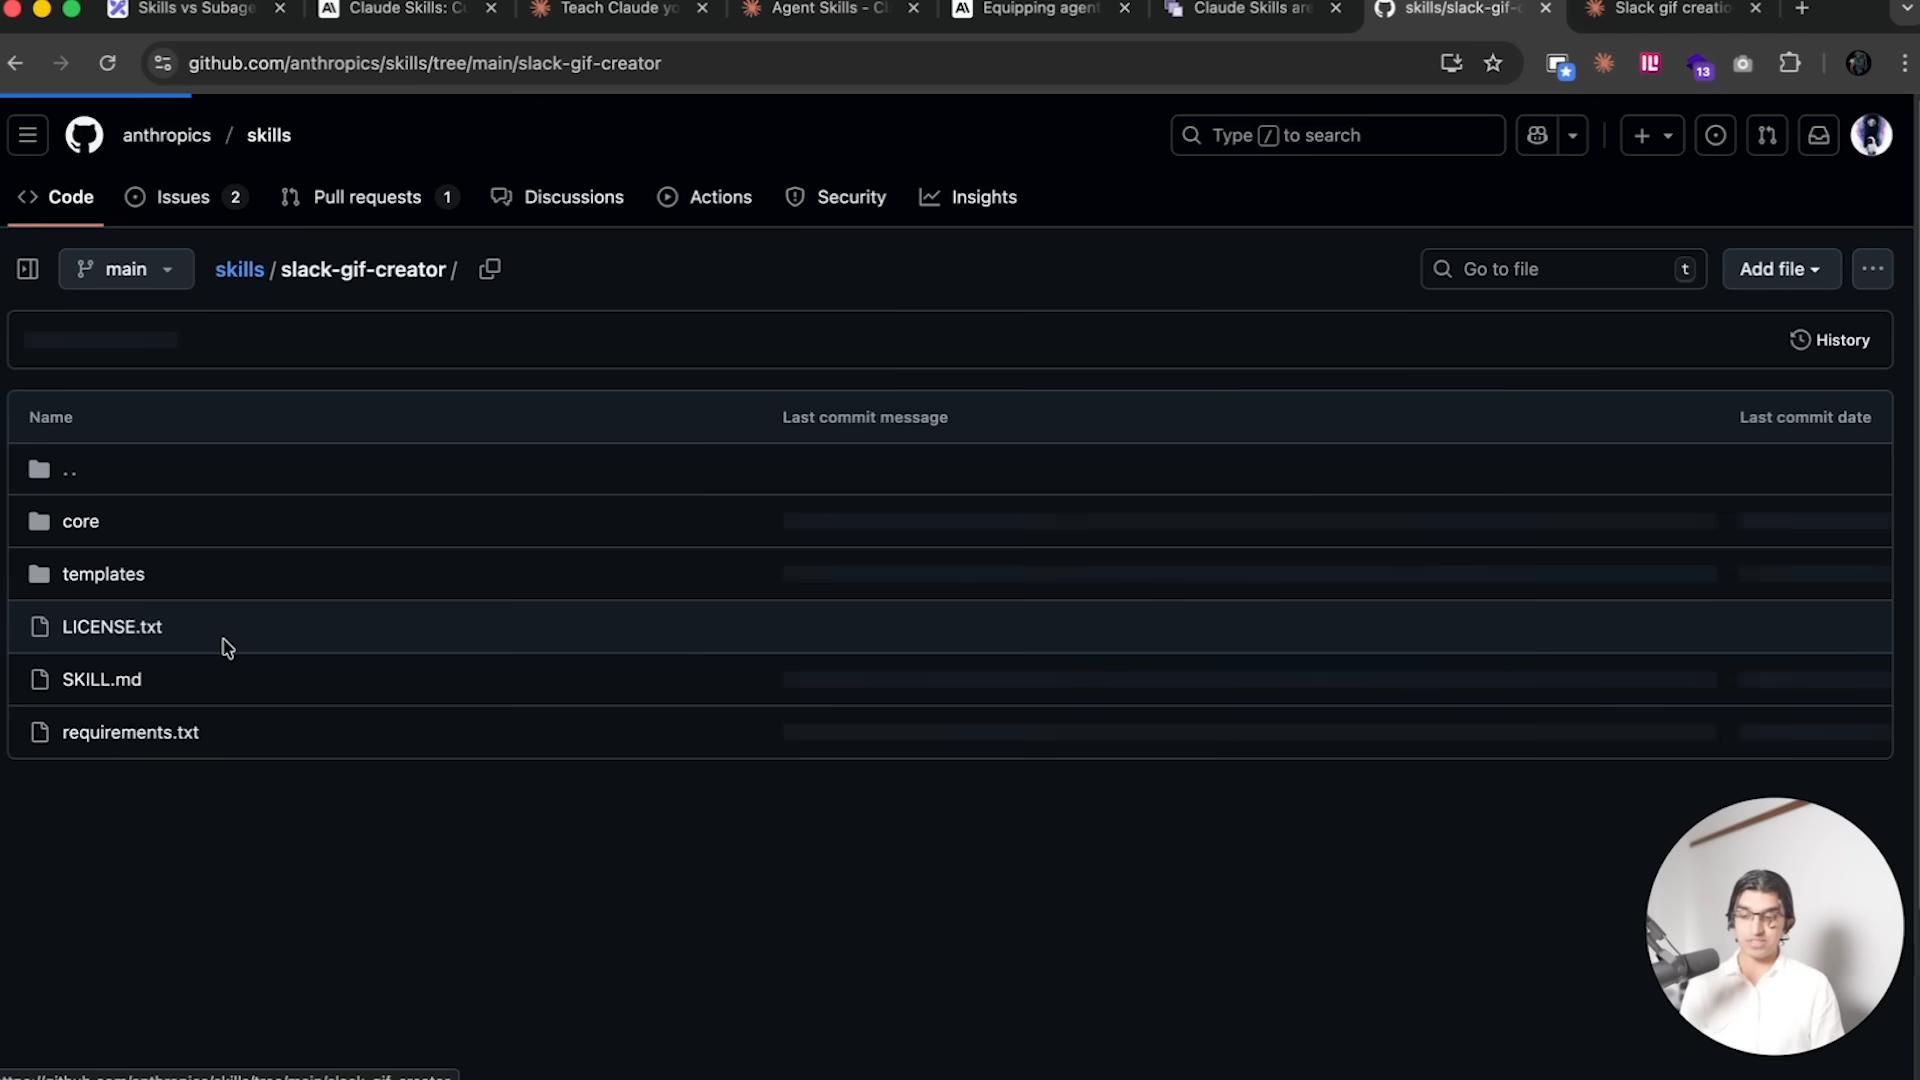 Skills vs Subage
Claude Skills: Cu
Teach Claude yo
Agent Skills - Cl
Equipping agent
Claude Skills are
skills/slack-gif-c
Slack gif creatio
github.com/anthropics/skills/tree/main/slack-gif-creator
13
anthropics / skills
Type / to search
Code
Issues 2
Pull requests 1
Discussions
Actions
Security
Insights
main
skills / slack-gif-creator /
Go to file t
Add file
History
Name Last commit message Last commit date
..
core
templates
LICENSE.txt
SKILL.md
requirements.txt